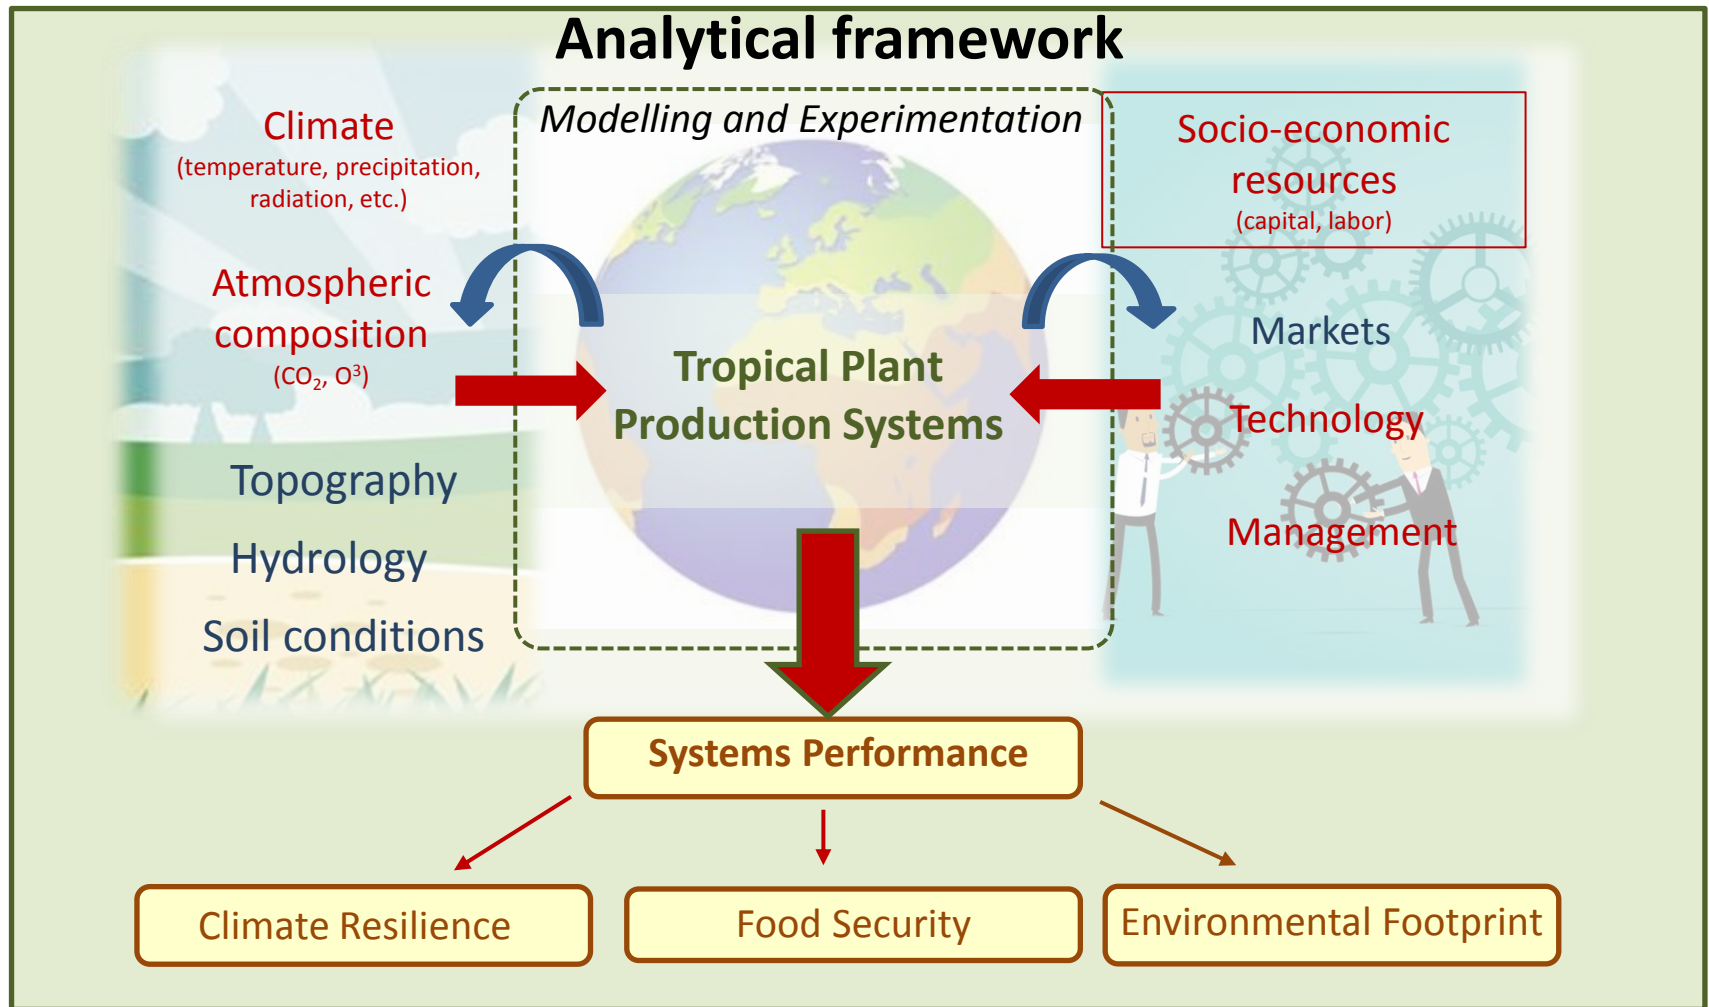 Analytical framework
Modelling and Experimentation
Climate
(temperature, precipitation,
radiation, etc.)
Atmospheric
composition
(CO₂, O³)
Topography
Hydrology
Soil conditions
Tropical Plant
Production Systems
Socio-economic
resources
(capital, labor)
Markets
Technology
Management
Systems Performance
Climate Resilience
Food Security
Environmental Footprint